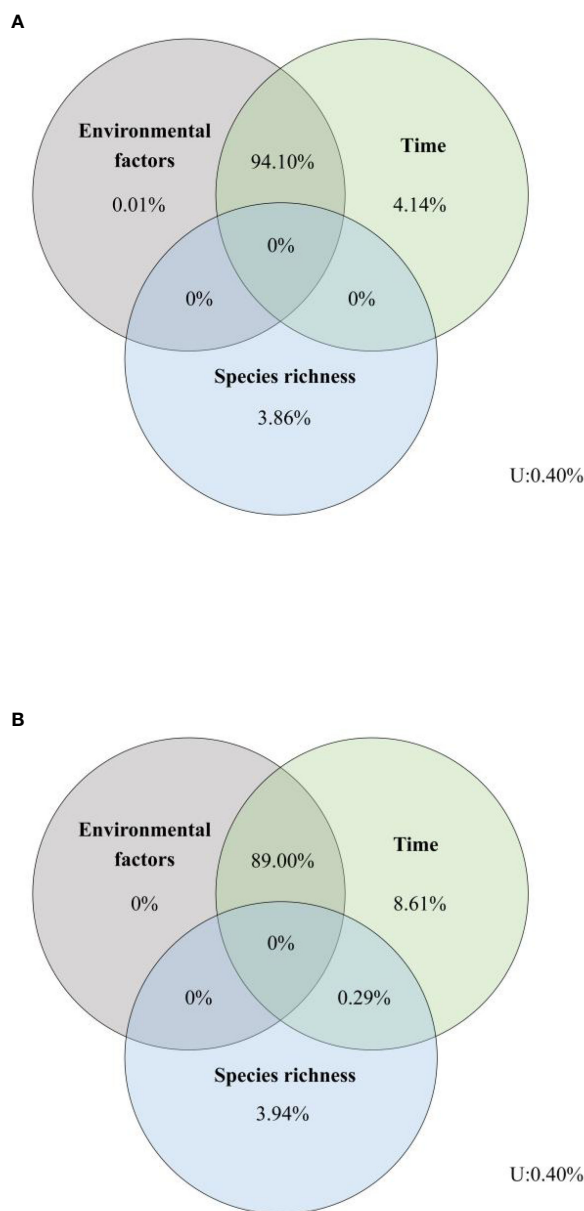 A
Environmental
factors
Time
94.10%
0.01%
4.14%
0%
0%
0%
Species richness
3.86%
U:0.40%
B
Environmental
factors
Time
89.00%
0%
8.61%
0%
0%
0.29%
Species richness
3.94%
U:0.40%